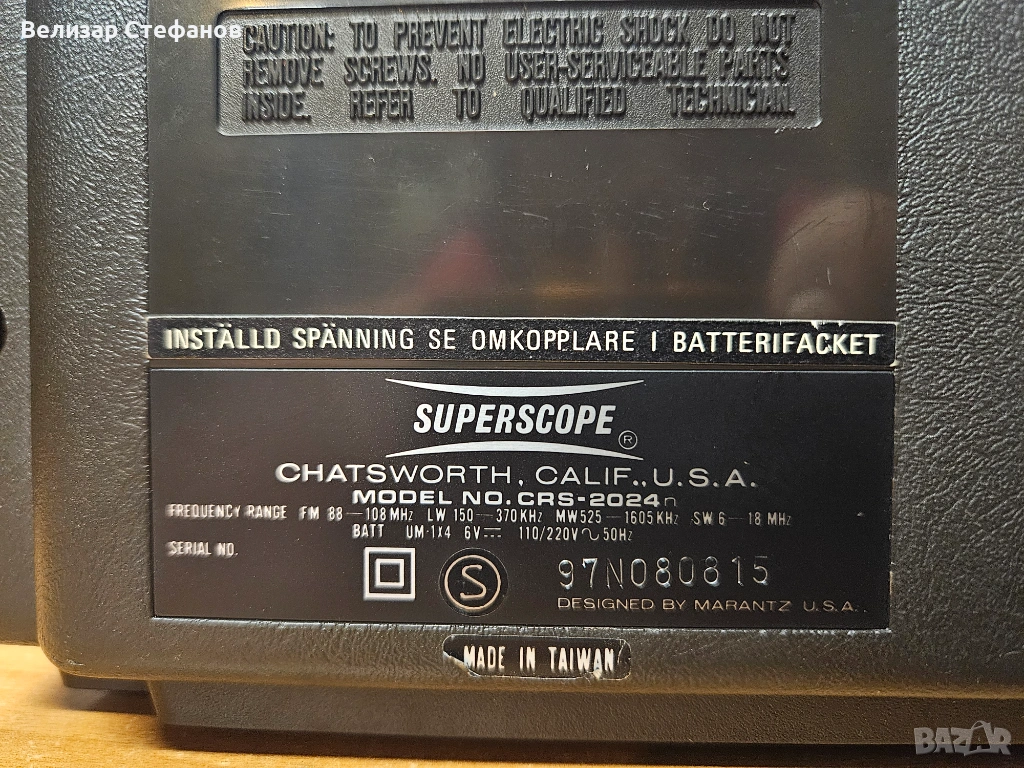 Велизар Стефанов
CAUTION: TO PREVENT ELECTRIC SHOCK DO NOT
REMOVE SCREWS. NO USER-SERVICEABLE PARTS
INSIDE. REFER TO QUALIFIED TECHNICIAN.
INSTÄLLD SPÄNNING SE OMKOPPLARE I BATTERIFACKET
SUPERSCOPE®
CHATSWORTH, CALIF., U.S.A.
MODEL NO. CRS-2024n
FREQUENCY RANGE FM 88-108MHz LW 150-370KHz MW 525-1605KHz SW 6-18 MHz
BATT UM-1X4 6V⎓ 110/220V∿50Hz
SERIAL NO.
S
97N080815
DESIGNED BY MARANTZ U.S.A.
MADE IN TAIWAN
BAZAR